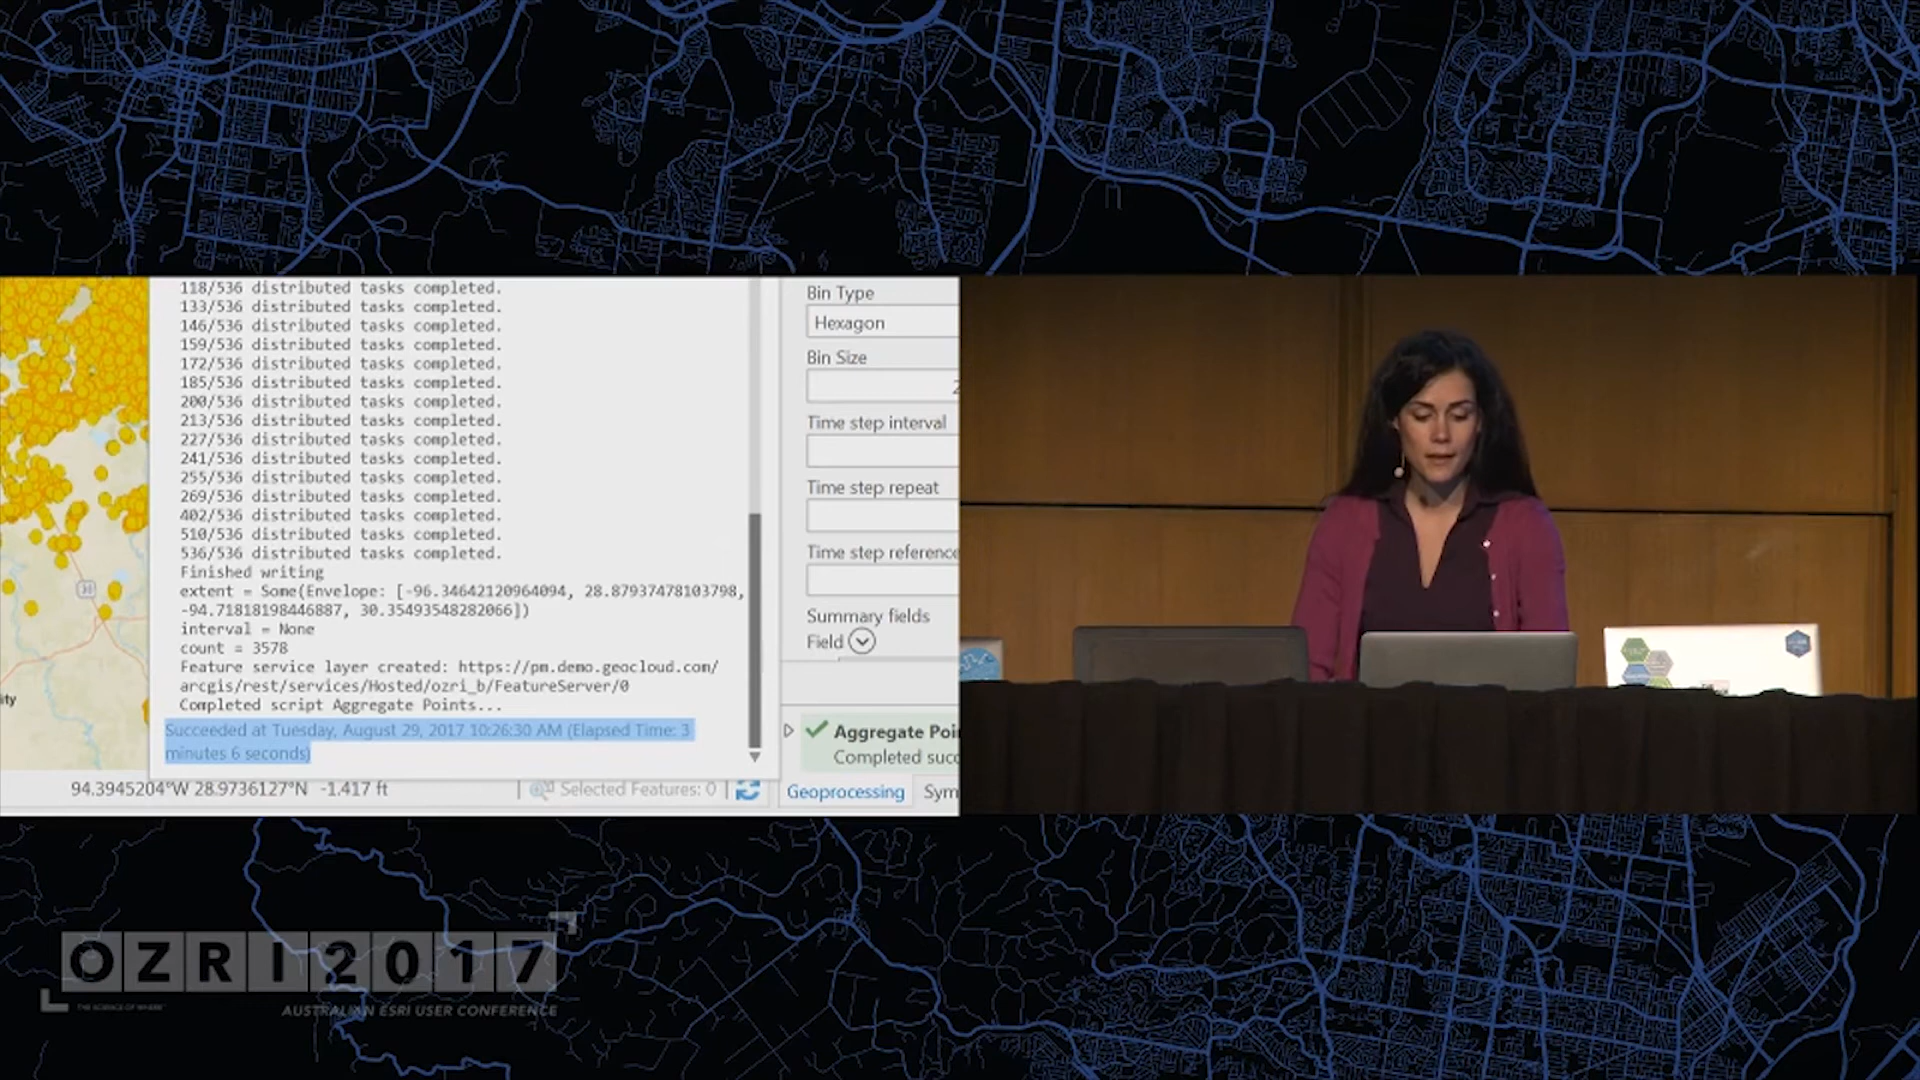 118/536 distributed tasks completed.
133/536 distributed tasks completed.
146/536 distributed tasks completed.
159/536 distributed tasks completed.
172/536 distributed tasks completed.
185/536 distributed tasks completed.
200/536 distributed tasks completed.
213/536 distributed tasks completed.
227/536 distributed tasks completed.
241/536 distributed tasks completed.
255/536 distributed tasks completed.
269/536 distributed tasks completed.
402/536 distributed tasks completed.
510/536 distributed tasks completed.
536/536 distributed tasks completed.
Finished writing
extent = Some(Envelope: [-96.34642120964094, 28.87937478103798,
-94.71818198446887, 30.35493548282066])
interval = None
count = 3578
Feature service layer created: https://pm.demo.geocloud.com/
arcgis/rest/services/Hosted/ozri_b/FeatureServer/0
Completed script Aggregate Points...
Succeeded at Tuesday, August 29, 2017 10:26:30 AM (Elapsed Time: 3
minutes 6 seconds)
ity
94.3945204°W 28.9736127°N -1.417 ft
Selected Features: 0
Bin Type
Hexagon
Bin Size
2
Time step interval
Time step repeat
Time step reference
Summary fields
Field
Aggregate Poi
Completed succ
Geoprocessing Sym
OZRI2017
THE SCIENCE OF WHERE
AUSTRALIAN ESRI USER CONFERENCE